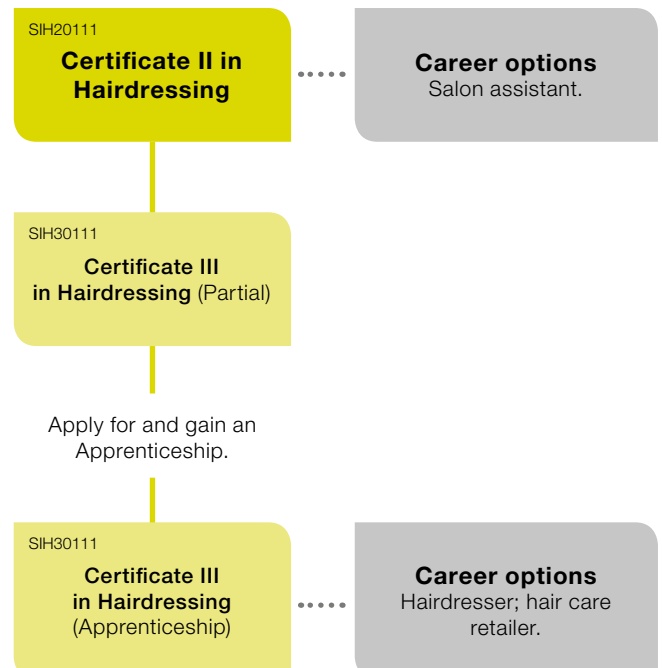 SIH20111
Certificate II in
Hairdressing
Career options
Salon assistant.
SIH30111
Certificate III
in Hairdressing (Partial)
Apply for and gain an
Apprenticeship.
SIH30111
Certificate III
in Hairdressing
(Apprenticeship)
Career options
Hairdresser; hair care
retailer.